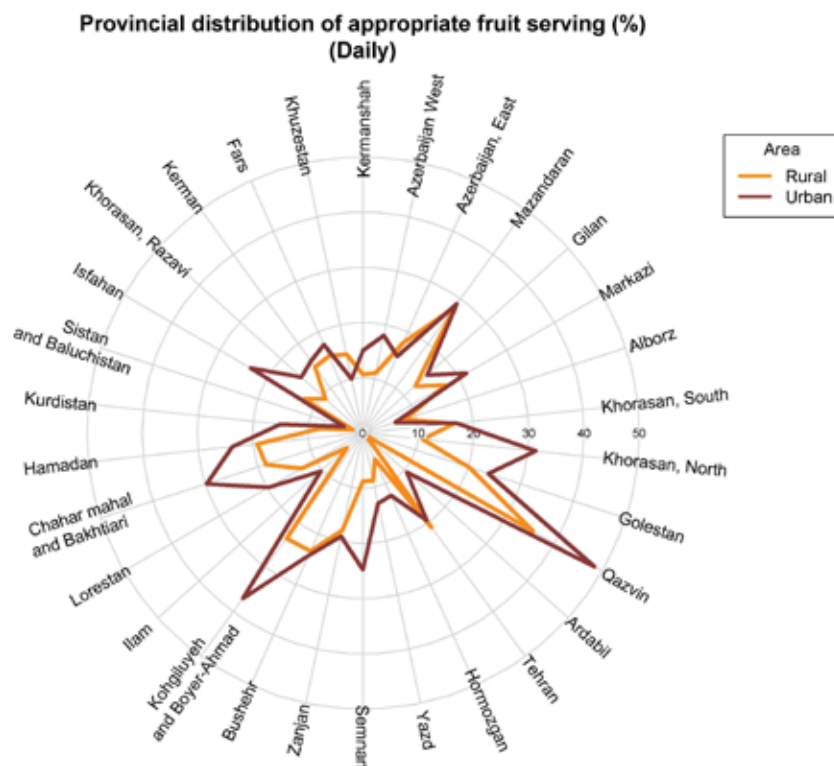 Provincial distribution of appropriate fruit serving (%)
(Daily)
Kermanshah
Azerbaijan West
Azerbaijan, East
Mazandaran
Gilan
Markazi
Alborz
Khorasan, South
Khorasan, North
Golestan
Qazvin
Ardabil
Tehran
Hormozgan
Yazd
Semnan
Zanjan
Bushehr
Kohgiluyeh
and Boyer-Ahmad
Ilam
Lorestan
Chahar mahal
and Bakhtiari
Hamadan
Kurdistan
Sistan
and Baluchistan
Isfahan
Khorasan, Razavi
Kerman
Fars
Khuzestan
0 10 20 30 40 50
Area
Rural
Urban